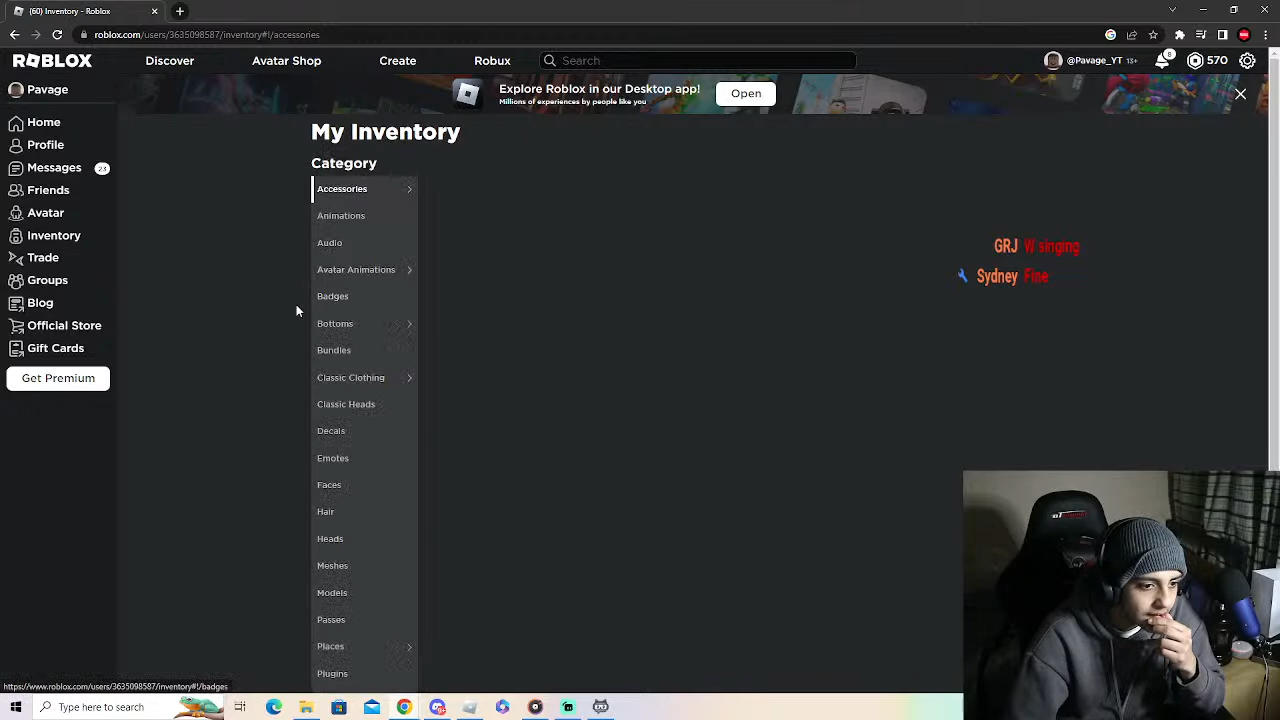 (60) Inventory - Roblox
roblox.com/users/3635098587/inventory#!/accessories
ROBLOX Discover Avatar Shop Create Robux Search @Pavage_YT 13+ 8 570
Pavage
Explore Roblox in our Desktop app!
Millions of experiences by people like you
Open
Home
Profile
Messages 23
Friends
Avatar
Inventory
Trade
Groups
Blog
Official Store
Gift Cards
Get Premium
My Inventory
Category
Accessories
Animations
Audio
Avatar Animations
Badges
Bottoms
Bundles
Classic Clothing
Classic Heads
Decals
Emotes
Faces
Hair
Heads
Meshes
Models
Passes
Places
Plugins
GRJ W singing
Sydney Fine
https://www.roblox.com/users/3635098587/inventory#!/badges
Type here to search